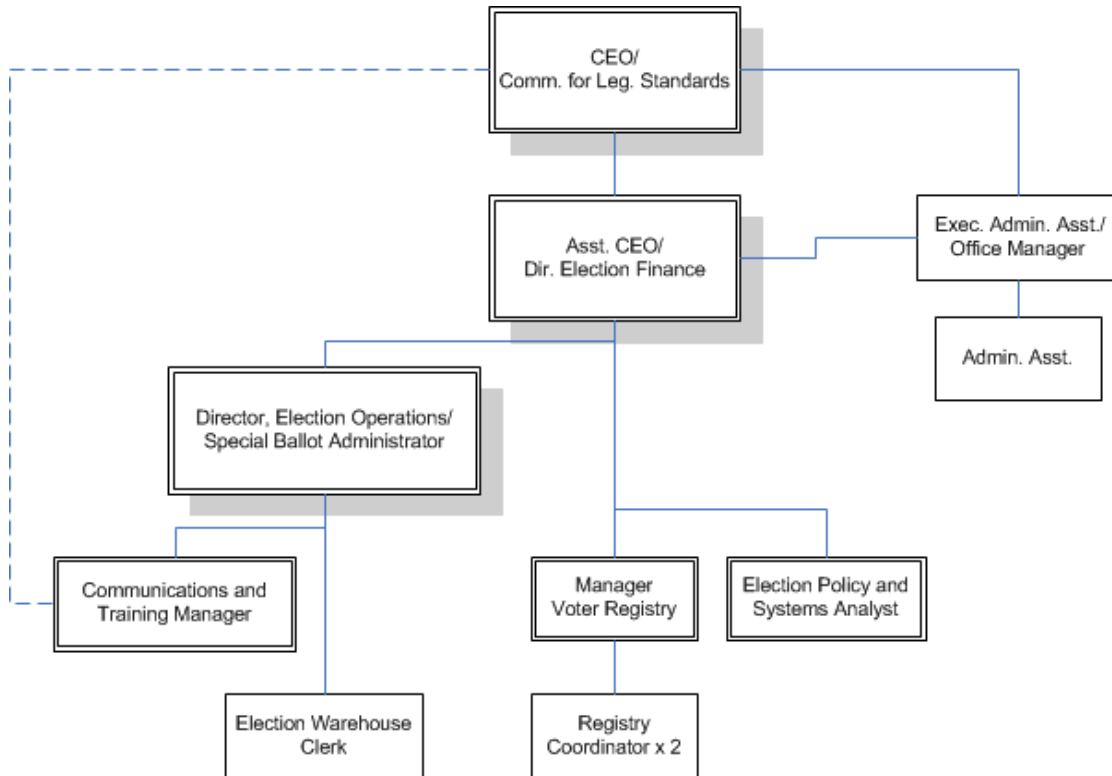 CEO/
Comm. for Leg. Standards
Asst. CEO/
Dir. Election Finance
Exec. Admin. Asst./
Office Manager
Admin. Asst.
Director, Election Operations/
Special Ballot Administrator
Communications and
Training Manager
Manager
Voter Registry
Election Policy and
Systems Analyst
Election Warehouse
Clerk
Registry
Coordinator x 2